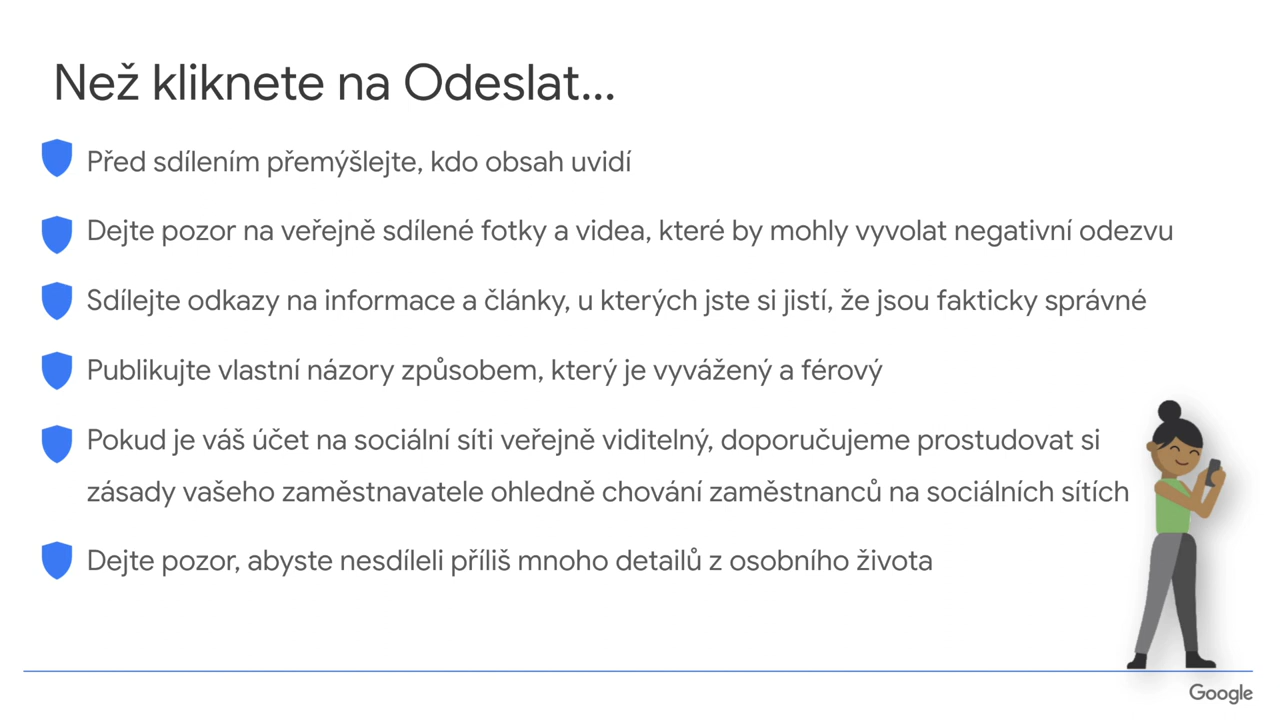 Než kliknete na Odeslat...
Před sdílením přemýšlejte, kdo obsah uvidí
Dejte pozor na veřejně sdílené fotky a videa, které by mohly vyvolat negativní odezvu
Sdílejte odkazy na informace a články, u kterých jste si jistí, že jsou fakticky správné
Publikujte vlastní názory způsobem, který je vyvážený a férový
Pokud je váš účet na sociální síti veřejně viditelný, doporučujeme prostudovat si
zásady vašeho zaměstnavatele ohledně chování zaměstnanců na sociálních sítích
Dejte pozor, abyste nesdíleli příliš mnoho detailů z osobního života
Google